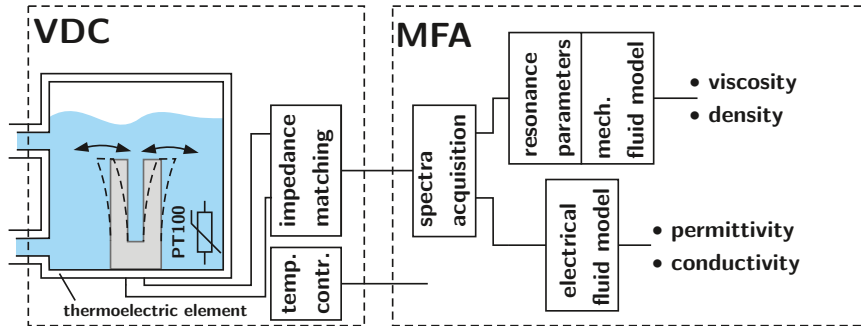 VDC
MFA
PT100
thermoelectric element
impedance
matching
temp.
contr.
spectra
acquisition
resonance
parameters
mech.
fluid model
• viscosity
• density
electrical
fluid model
• permittivity
• conductivity